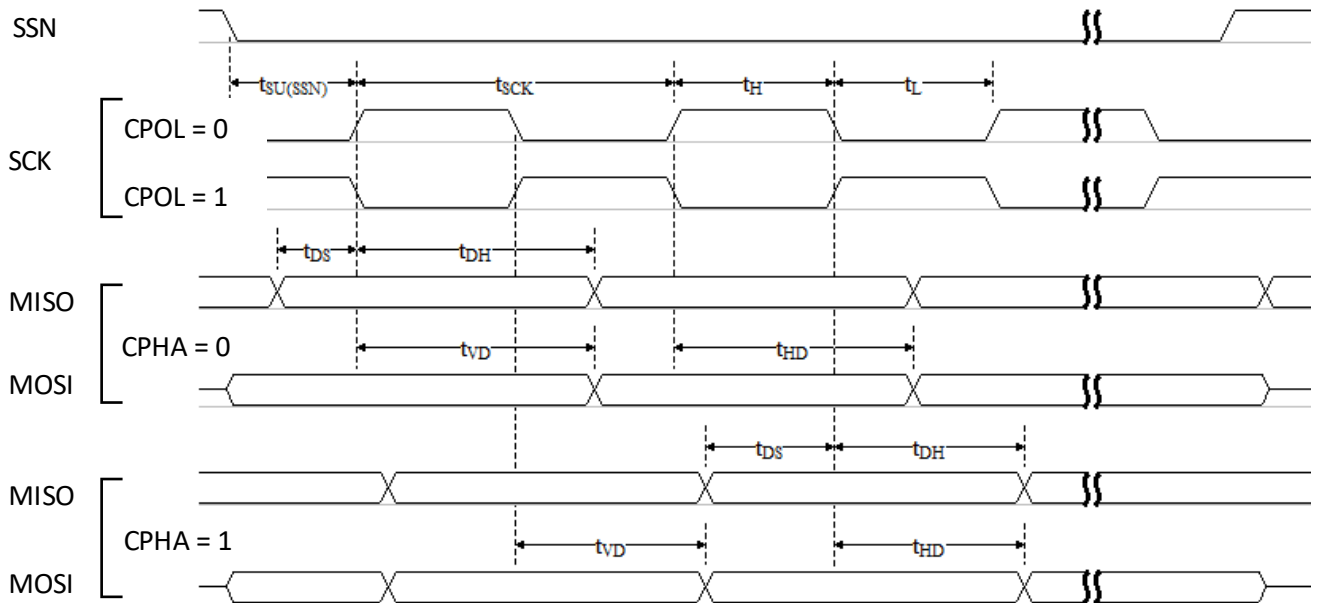 SSN
tSU(SSN) tSCK tH tL
CPOL = 0
SCK
CPOL = 1
tDS tDH
MISO
CPHA = 0
tVD tHD
MOSI
tDS tDH
MISO
CPHA = 1
tVD tHD
MOSI